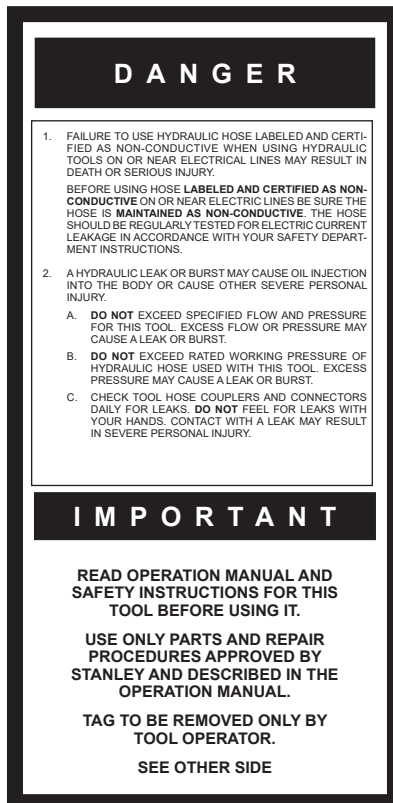 D A N G E R
1. FAILURE TO USE HYDRAULIC HOSE LABELED AND CERTI-
FIED AS NON-CONDUCTIVE WHEN USING HYDRAULIC
TOOLS ON OR NEAR ELECTRICAL LINES MAY RESULT IN
DEATH OR SERIOUS INJURY.
BEFORE USING HOSE LABELED AND CERTIFIED AS NON-
CONDUCTIVE ON OR NEAR ELECTRIC LINES BE SURE THE
HOSE IS MAINTAINED AS NON-CONDUCTIVE. THE HOSE
SHOULD BE REGULARLY TESTED FOR ELECTRIC CURRENT
LEAKAGE IN ACCORDANCE WITH YOUR SAFETY DEPART-
MENT INSTRUCTIONS.
2. A HYDRAULIC LEAK OR BURST MAY CAUSE OIL INJECTION
INTO THE BODY OR CAUSE OTHER SEVERE PERSONAL
INJURY.
A. DO NOT EXCEED SPECIFIED FLOW AND PRESSURE
FOR THIS TOOL. EXCESS FLOW OR PRESSURE MAY
CAUSE A LEAK OR BURST.
B. DO NOT EXCEED RATED WORKING PRESSURE OF
HYDRAULIC HOSE USED WITH THIS TOOL. EXCESS
PRESSURE MAY CAUSE A LEAK OR BURST.
C. CHECK TOOL HOSE COUPLERS AND CONNECTORS
DAILY FOR LEAKS. DO NOT FEEL FOR LEAKS WITH
YOUR HANDS. CONTACT WITH A LEAK MAY RESULT
IN SEVERE PERSONAL INJURY.
I M P O R T A N T
READ OPERATION MANUAL AND
SAFETY INSTRUCTIONS FOR THIS
TOOL BEFORE USING IT.
USE ONLY PARTS AND REPAIR
PROCEDURES APPROVED BY
STANLEY AND DESCRIBED IN THE
OPERATION MANUAL.
TAG TO BE REMOVED ONLY BY
TOOL OPERATOR.
SEE OTHER SIDE